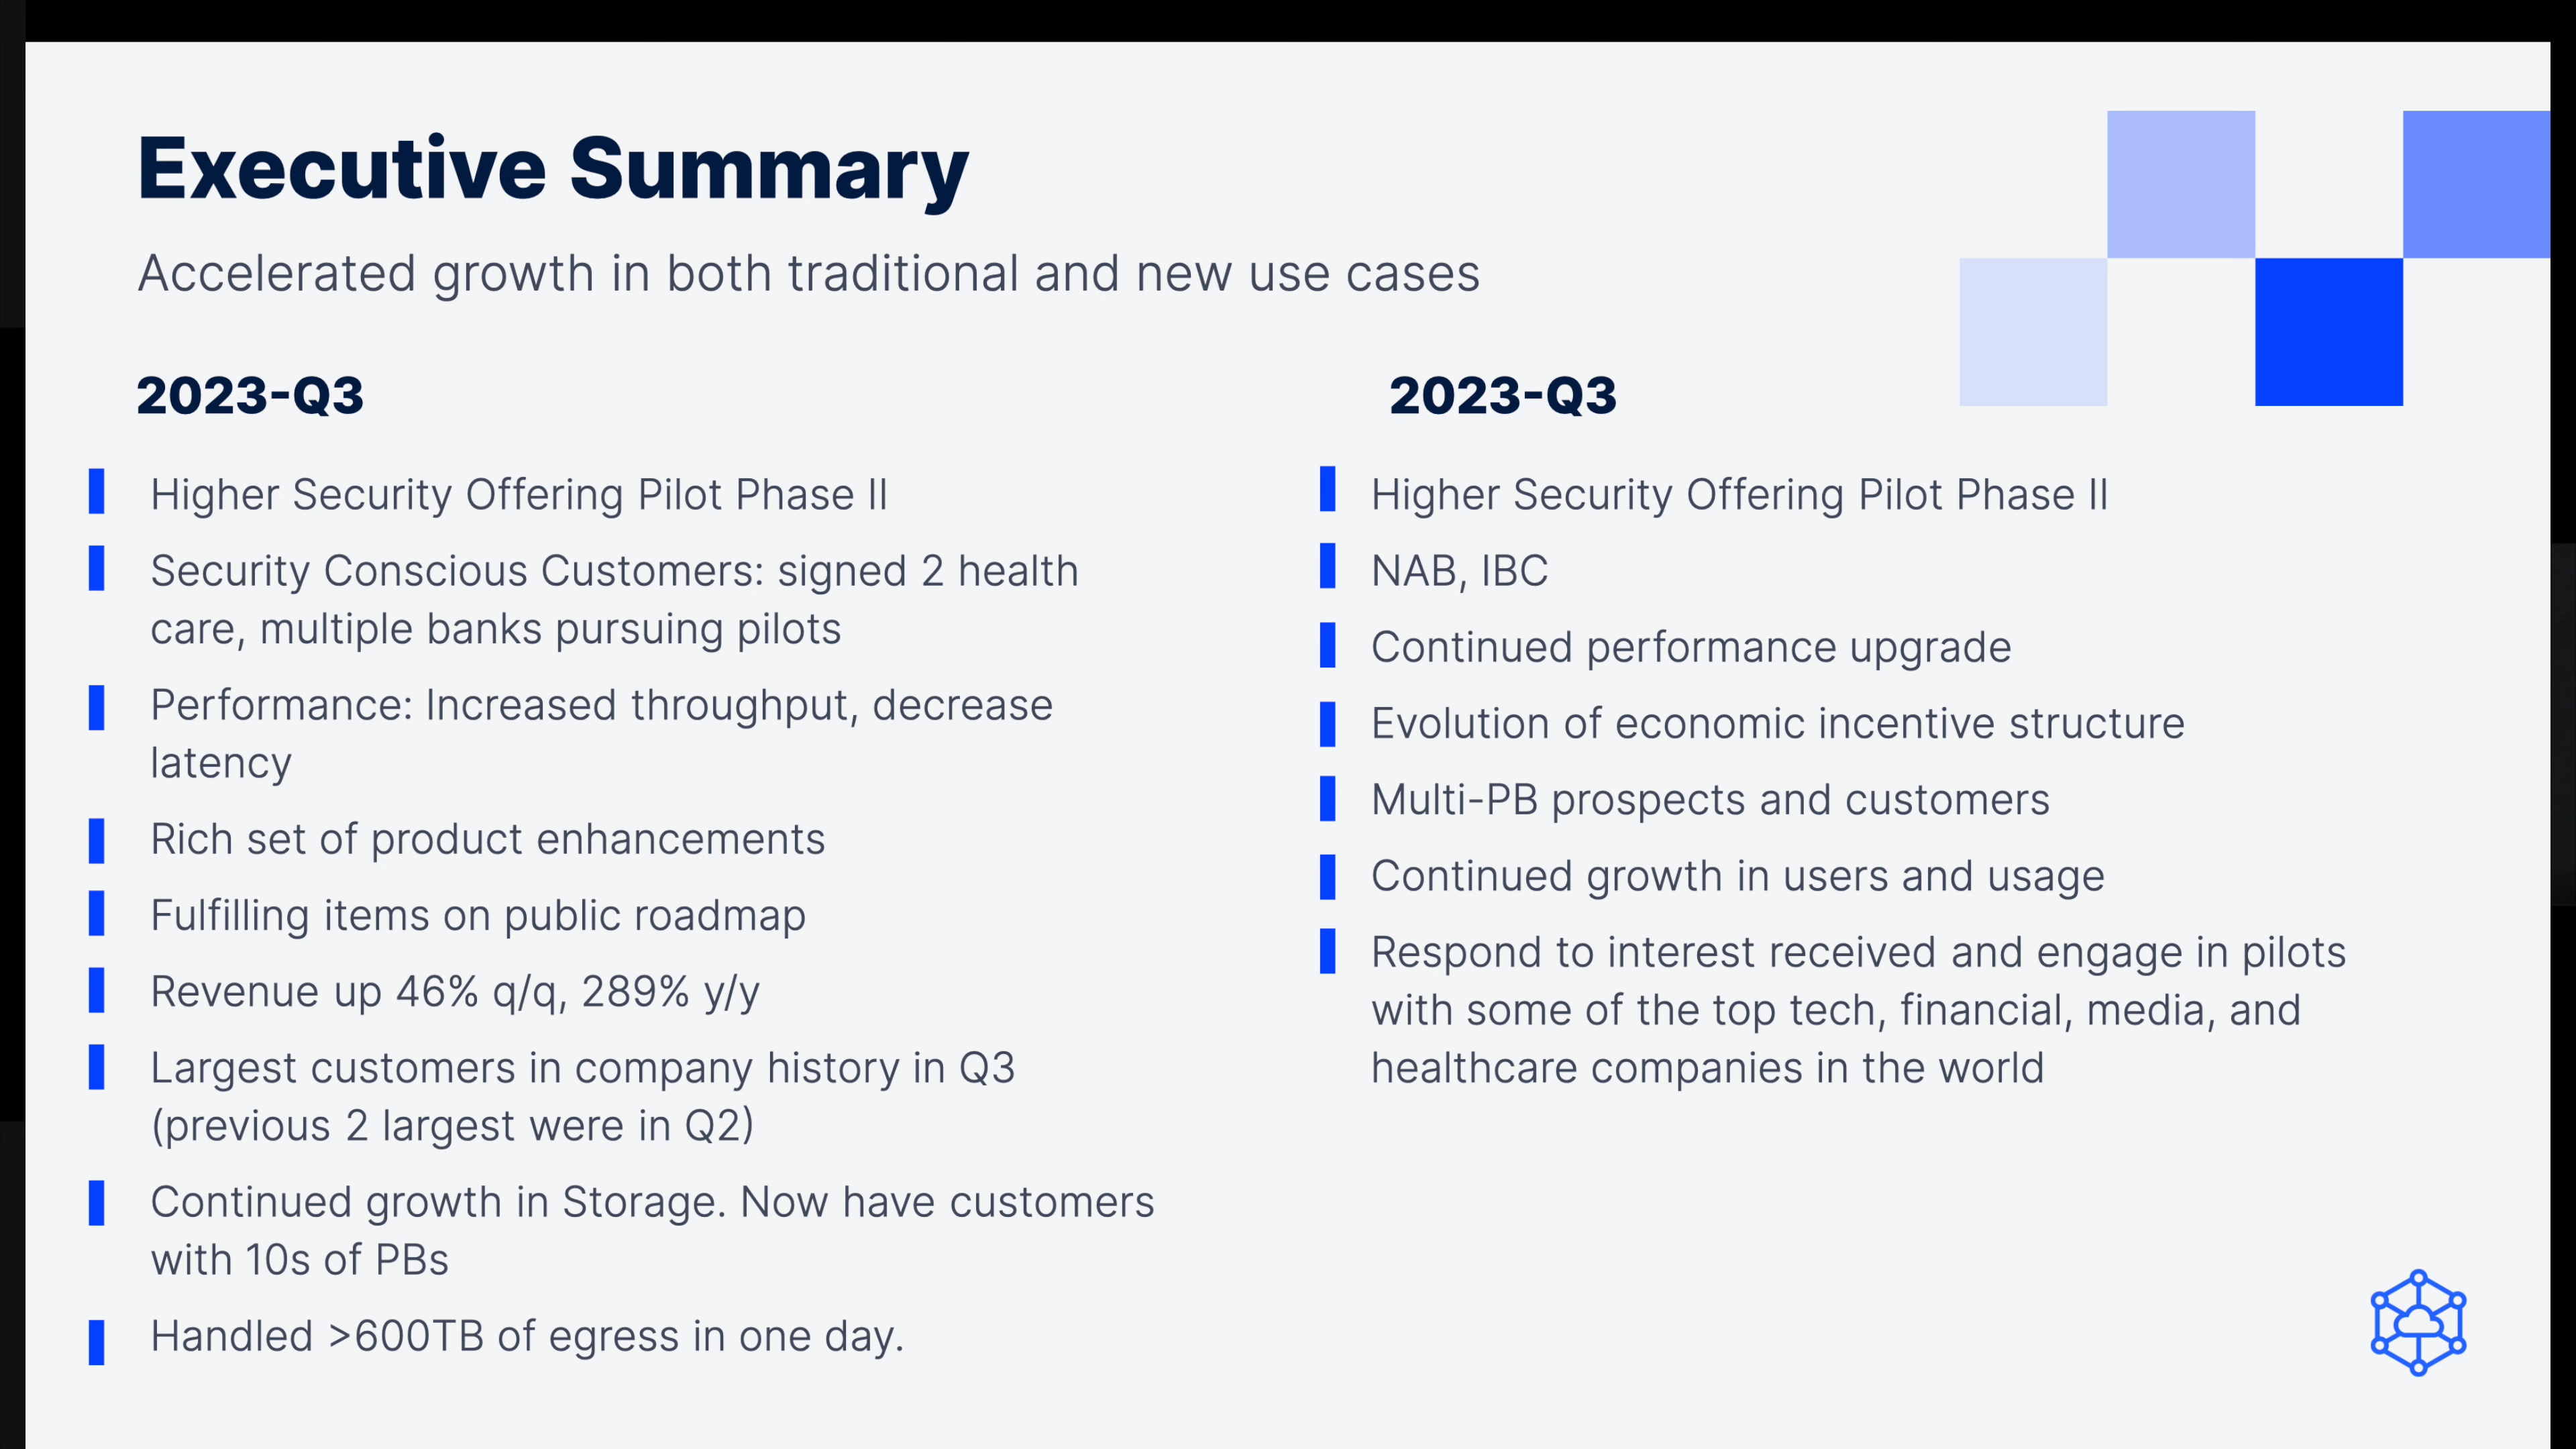 Executive Summary
Accelerated growth in both traditional and new use cases
2023-Q3
Higher Security Offering Pilot Phase II
Security Conscious Customers: signed 2 health
care, multiple banks pursuing pilots
Performance: Increased throughput, decrease
latency
Rich set of product enhancements
Fulfilling items on public roadmap
Revenue up 46% q/q, 289% y/y
Largest customers in company history in Q3
(previous 2 largest were in Q2)
Continued growth in Storage. Now have customers
with 10s of PBs
Handled >600TB of egress in one day.
2023-Q3
Higher Security Offering Pilot Phase II
NAB, IBC
Continued performance upgrade
Evolution of economic incentive structure
Multi-PB prospects and customers
Continued growth in users and usage
Respond to interest received and engage in pilots
with some of the top tech, financial, media, and
healthcare companies in the world